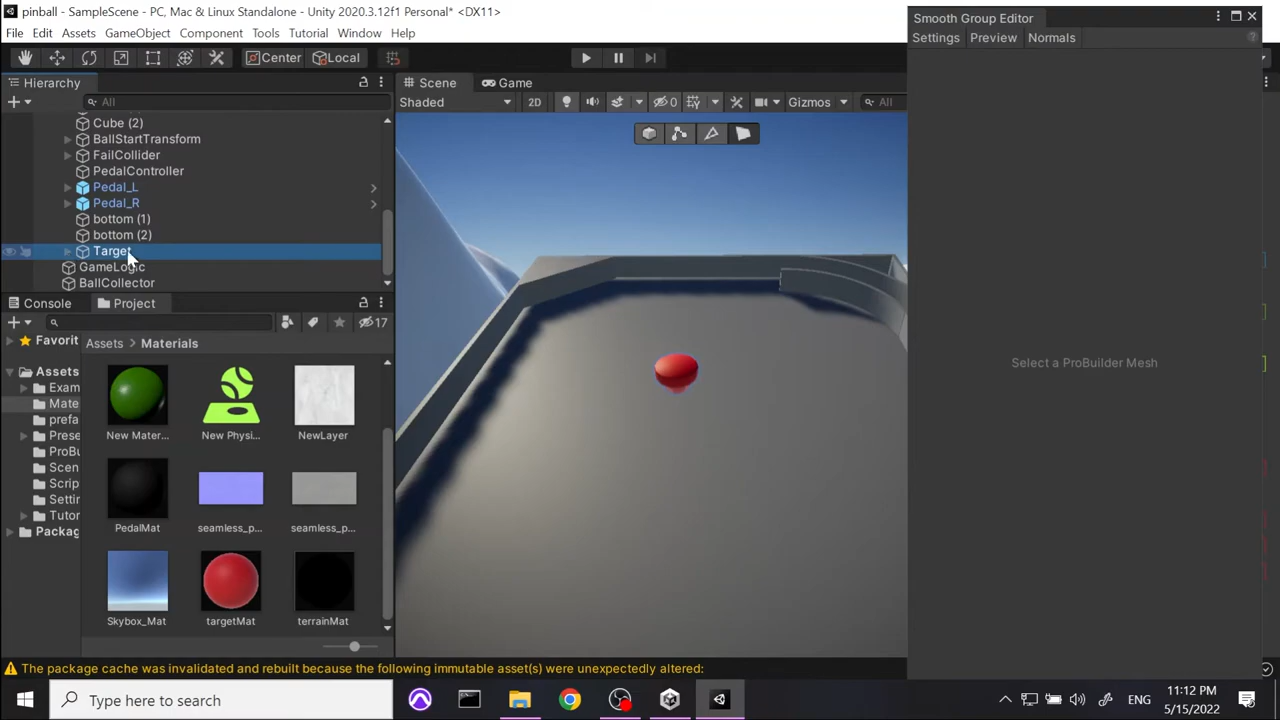 pinball - SampleScene - PC, Mac & Linux Standalone - Unity 2020.3.12f1 Personal* <DX11>
File Edit Assets GameObject Component Tools Tutorial Window Help
Center Local
Hierarchy
All
Cube (2)
BallStartTransform
FailCollider
PedalController
Pedal_L
Pedal_R
bottom (1)
bottom (2)
Target
GameLogic
BallCollector
Scene Game
Shaded 2D 0 Gizmos All
Smooth Group Editor
Settings Preview Normals
Select a ProBuilder Mesh
Console Project
17
Favorit
Assets
Exam
Mate
prefa
Prese
ProBu
Scen
Script
Settin
Tutor
Packag
Assets Materials
New Mater... New Physi... NewLayer
PedalMat seamless_p... seamless_p...
Skybox_Mat targetMat terrainMat
The package cache was invalidated and rebuilt because the following immutable asset(s) were unexpectedly altered:
Type here to search
ENG
11:12 PM
5/15/2022